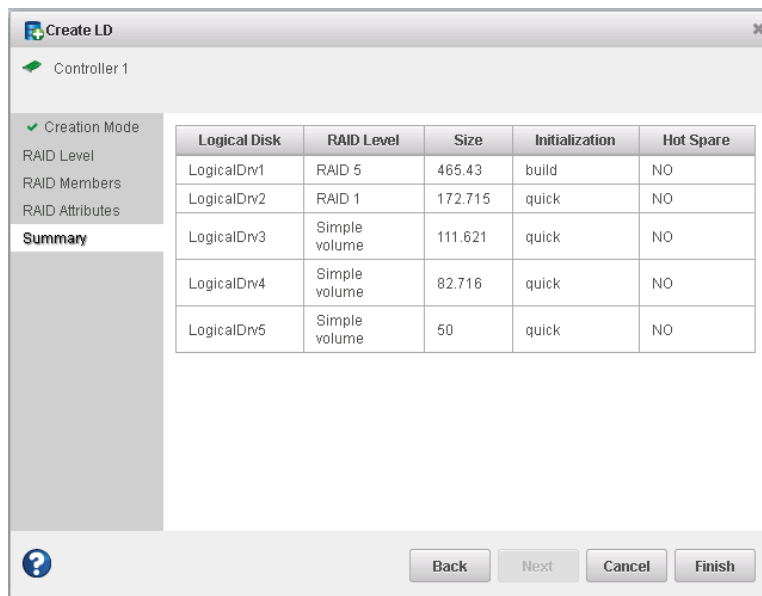 Create LD
Controller 1
Creation Mode
RAID Level
RAID Members
RAID Attributes
Summary
Logical Disk RAID Level Size Initialization Hot Spare
LogicalDrv1 RAID 5 465.43 build NO
LogicalDrv2 RAID 1 172.715 quick NO
LogicalDrv3 Simple volume 111.621 quick NO
LogicalDrv4 Simple volume 82.716 quick NO
LogicalDrv5 Simple volume 50 quick NO
?
Back Next Cancel Finish